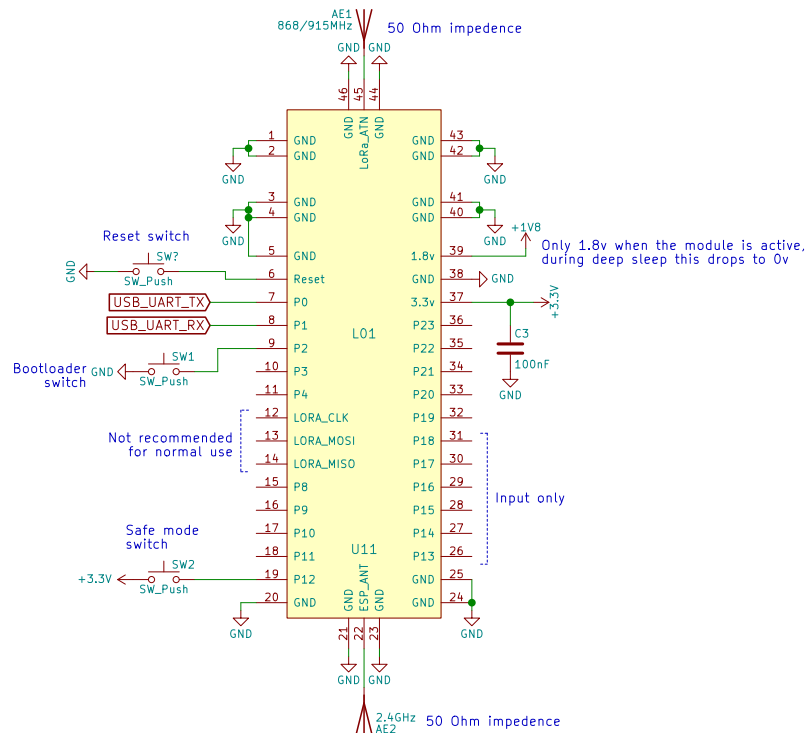 AE1
868/915MHz
50 Ohm impedence
GND GND
46 45 44
GND LoRa_ATN GND
1 GND GND 43
2 GND GND 42
GND GND
3 GND GND 41
4 GND GND 40
GND GND
+1V8
5 GND 1.8v 39
Only 1.8v when the module is active,
during deep sleep this drops to 0v
Reset switch
GND SW? SW_Push
6 Reset GND 38 GND
USB_UART_TX 7 P0 3.3v 37 +3.3V
USB_UART_RX 8 P1 P23 36
L01
C3
100nF
GND
9 P2 P22 35
Bootloader
switch
GND SW1 SW_Push
10 P3 P21 34
11 P4 P20 33
12 LORA_CLK P19 32
Not recommended
for normal use
13 LORA_MOSI P18 31
14 LORA_MISO P17 30
15 P8 P16 29
Input only
16 P9 P15 28
17 P10 P14 27
18 P11 P13 26
Safe mode
switch
U11
+3.3V SW2 SW_Push
19 P12 GND 25
20 GND GND 24
GND GND
GND ESP_ANT GND
21 22 23
GND GND
2.4GHz
AE2
50 Ohm impedence